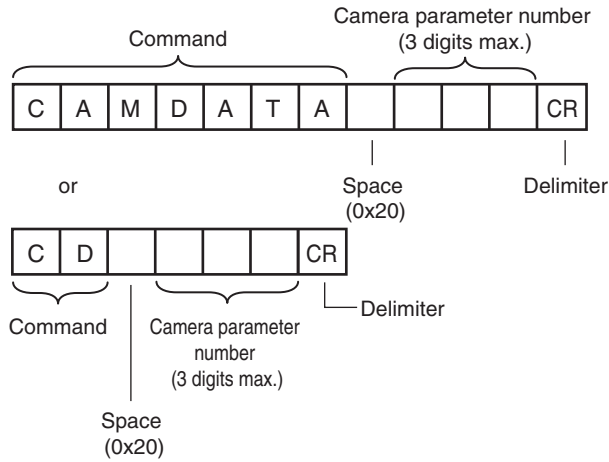 Camera parameter number
(3 digits max.)
Command
C A M D A T A CR
or
Space
(0x20)
Delimiter
C D CR
Command
Camera parameter
number
(3 digits max.)
Delimiter
Space
(0x20)